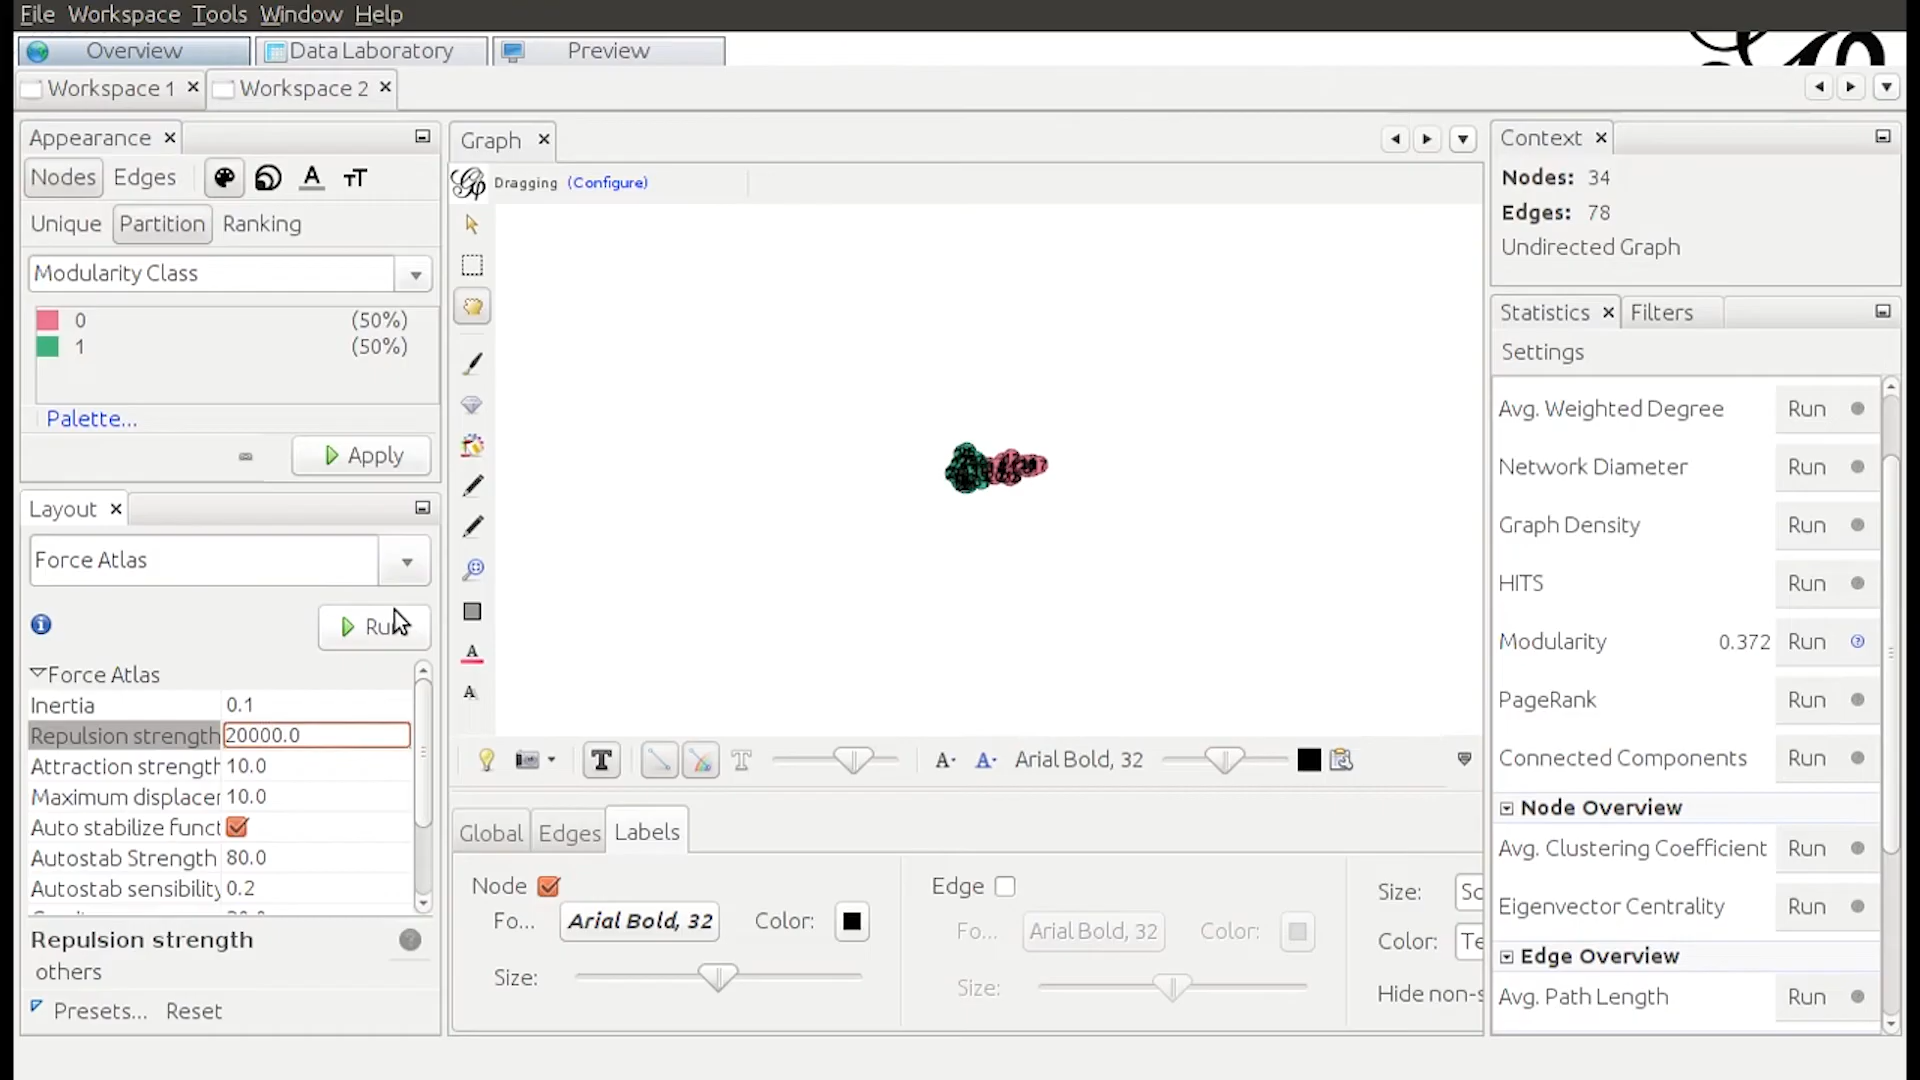 File Workspace Tools Window Help
Overview Data Laboratory Preview
Workspace 1 Workspace 2
Appearance
Nodes Edges
Unique Partition Ranking
Modularity Class
0 (50%)
1 (50%)
Palette...
Apply
Layout
Force Atlas
Run
Force Atlas
Inertia 0.1
Repulsion strength 20000.0
Attraction strength 10.0
Maximum displacer 10.0
Auto stabilize funct
Autostab Strength 80.0
Autostab sensibility 0.2
Repulsion strength
others
Presets... Reset
Graph
Dragging (Configure)
Arial Bold, 32
Global Edges Labels
Node
Fo... Arial Bold, 32 Color:
Size:
Edge
Fo... Arial Bold, 32 Color:
Size:
Size: Sc
Color: Te
Hide non-s
Context
Nodes: 34
Edges: 78
Undirected Graph
Statistics Filters
Settings
Avg. Weighted Degree Run
Network Diameter Run
Graph Density Run
HITS Run
Modularity 0.372 Run
PageRank Run
Connected Components Run
Node Overview
Avg. Clustering Coefficient Run
Eigenvector Centrality Run
Edge Overview
Avg. Path Length Run